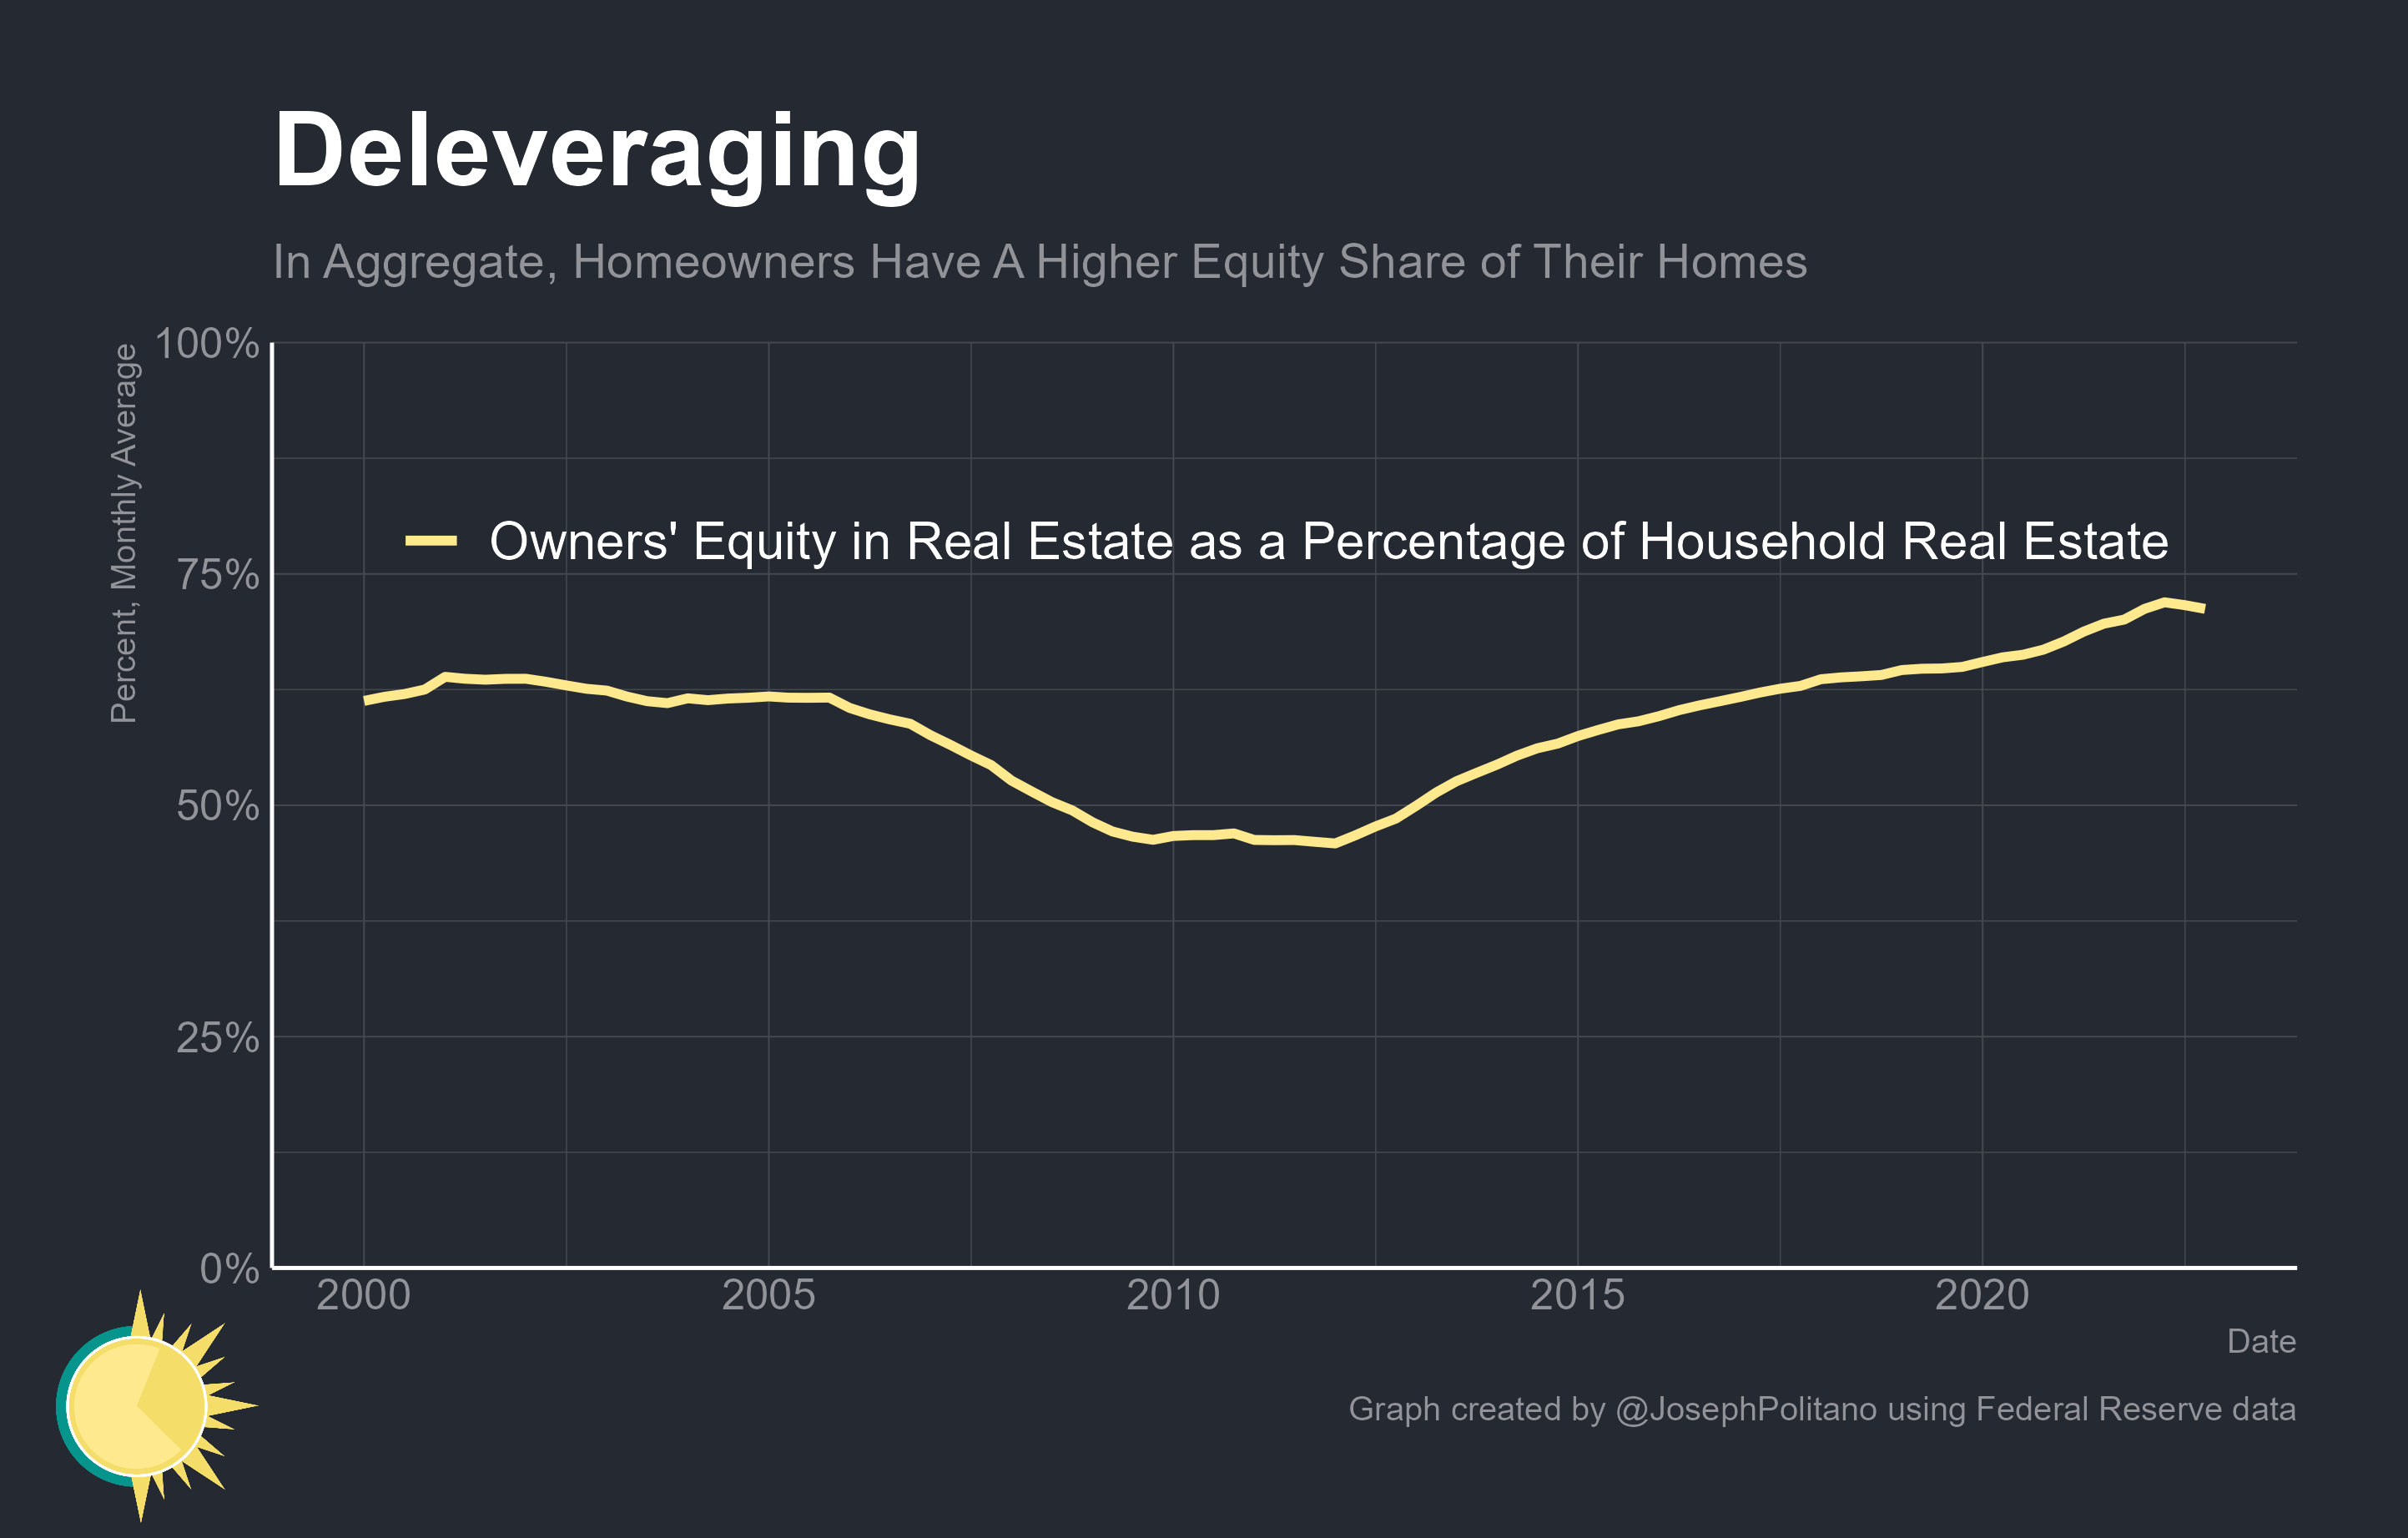 Deleveraging
In Aggregate, Homeowners Have A Higher Equity Share of Their Homes
Percent, Monthly Average
100%
75%
50%
25%
0%
Owners' Equity in Real Estate as a Percentage of Household Real Estate
2000
2005
2010
2015
2020
Date
Graph created by @JosephPolitano using Federal Reserve data